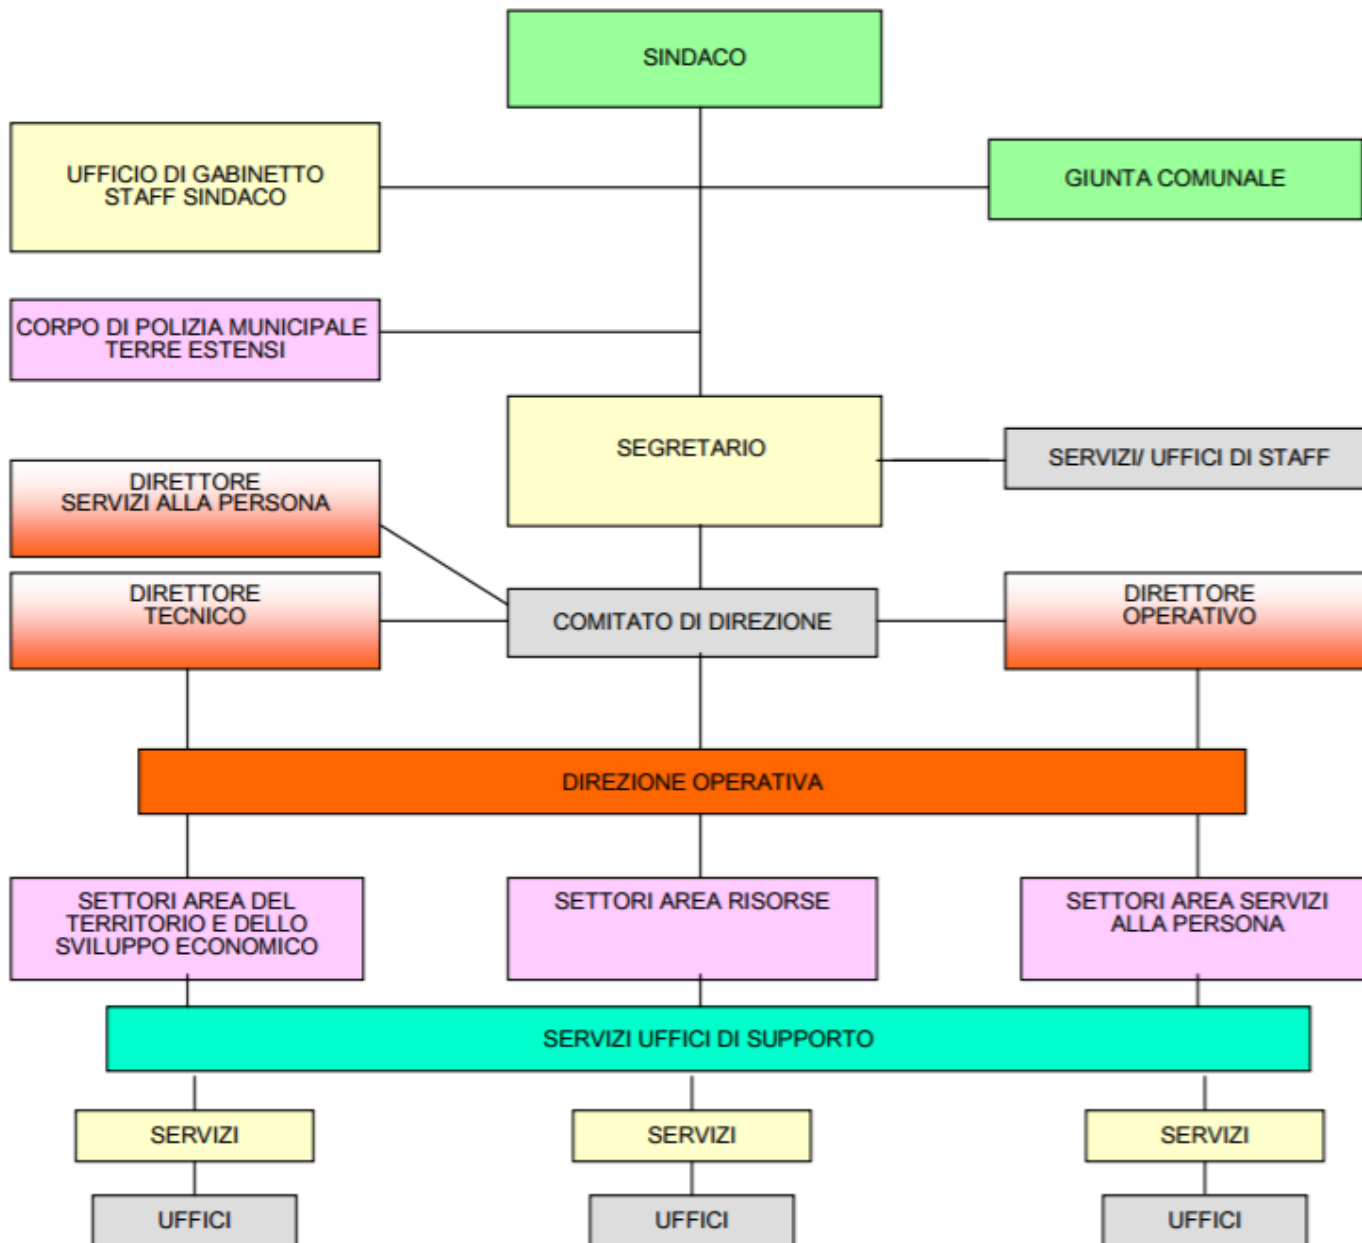 SINDACO
UFFICIO DI GABINETTO
STAFF SINDACO
GIUNTA COMUNALE
CORPO DI POLIZIA MUNICIPALE
TERRE ESTENSI
SEGRETARIO
SERVIZI/ UFFICI DI STAFF
DIRETTORE
SERVIZI ALLA PERSONA
DIRETTORE
TECNICO
COMITATO DI DIREZIONE
DIRETTORE
OPERATIVO
DIREZIONE OPERATIVA
SETTORI AREA DEL
TERRITORIO E DELLO
SVILUPPO ECONOMICO
SETTORI AREA RISORSE
SETTORI AREA SERVIZI
ALLA PERSONA
SERVIZI UFFICI DI SUPPORTO
SERVIZI
SERVIZI
SERVIZI
UFFICI
UFFICI
UFFICI